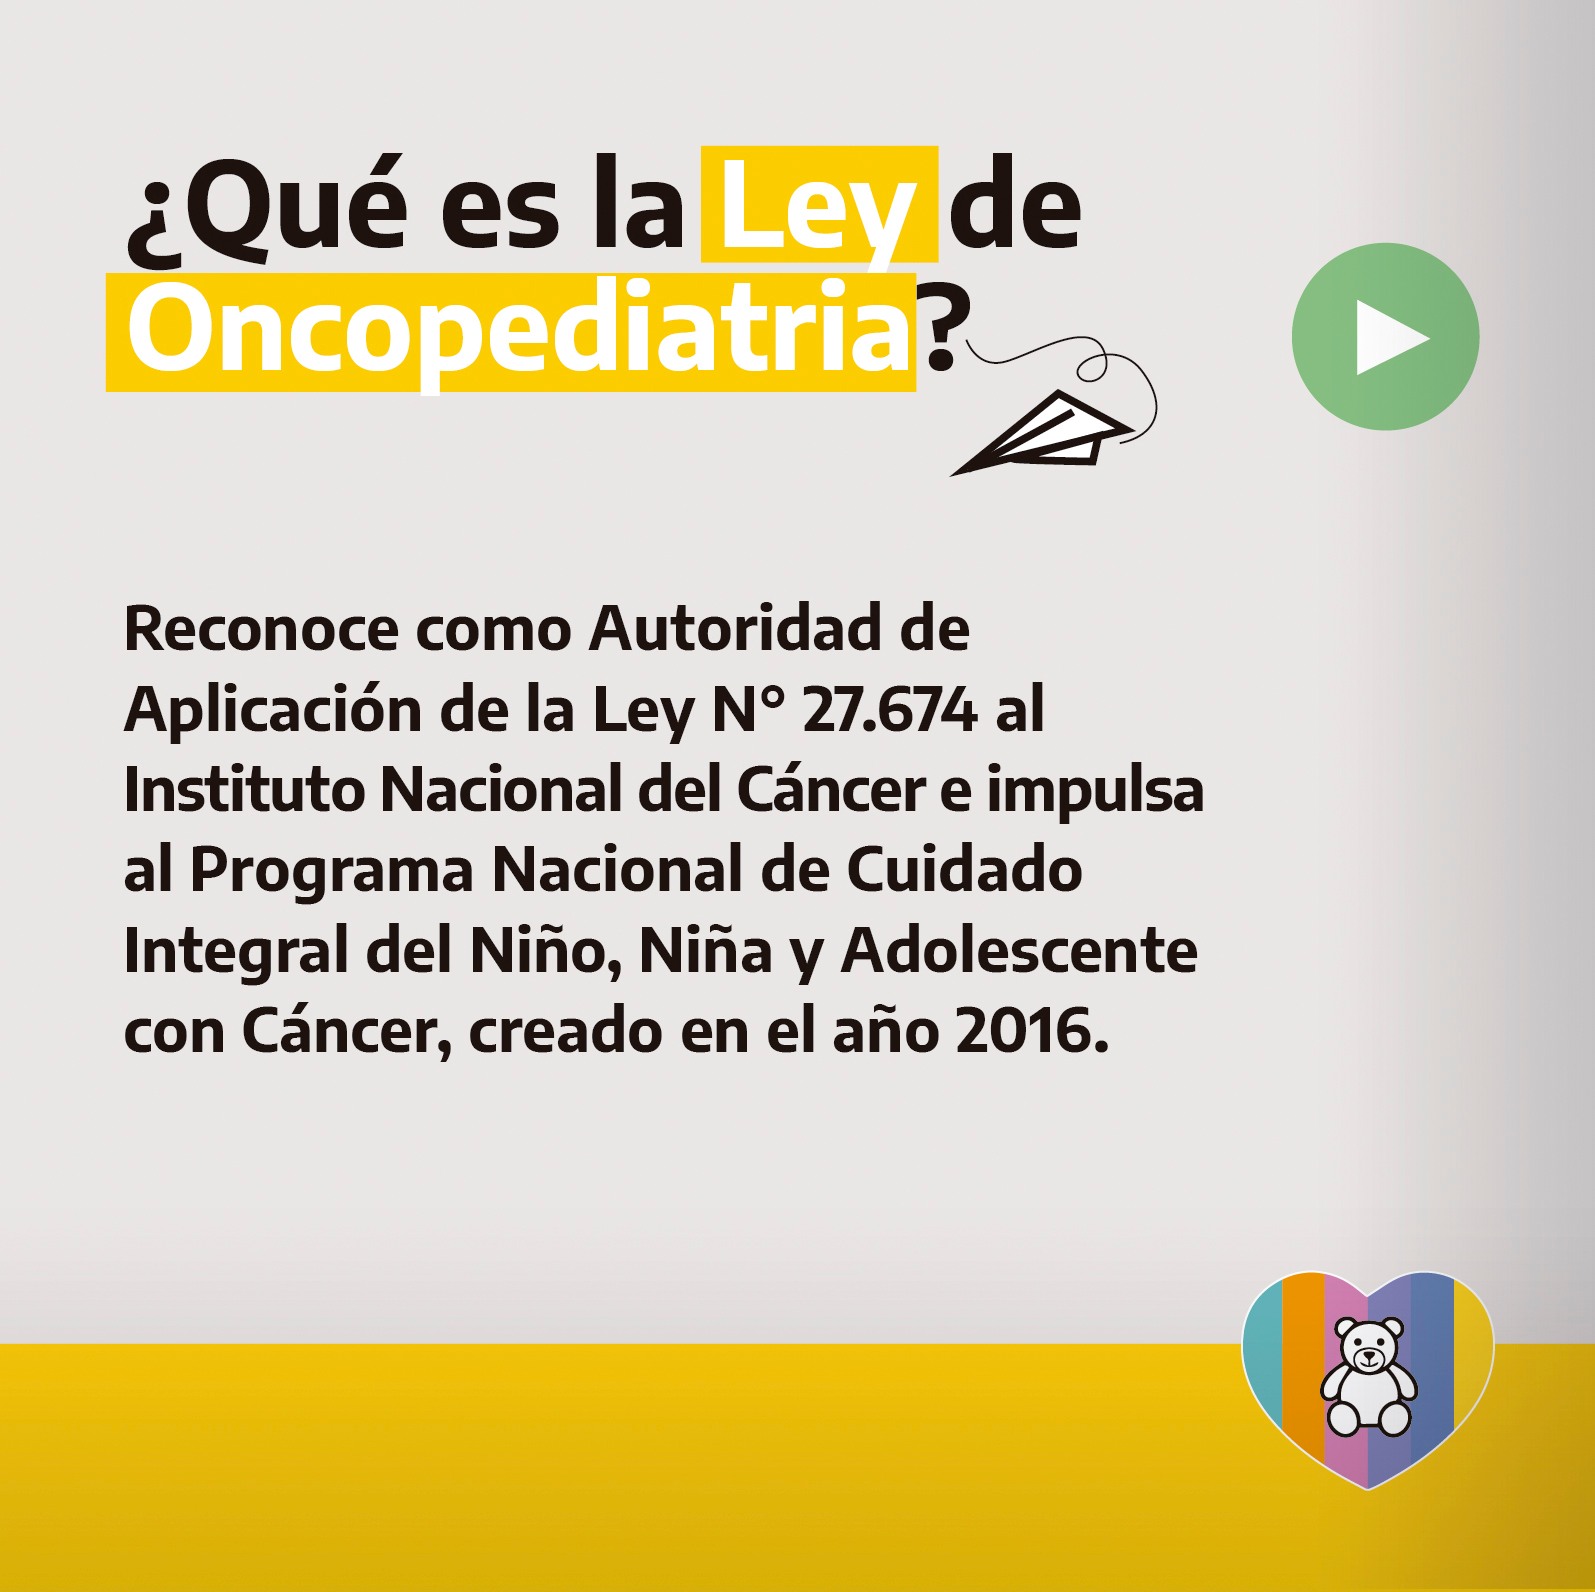 ¿Qué es la Ley de
Oncopediatria?
Reconoce como Autoridad de
Aplicación de la Ley N° 27.674 al
Instituto Nacional del Cáncer e impulsa
al Programa Nacional de Cuidado
Integral del Niño, Niña y Adolescente
con Cáncer, creado en el año 2016.